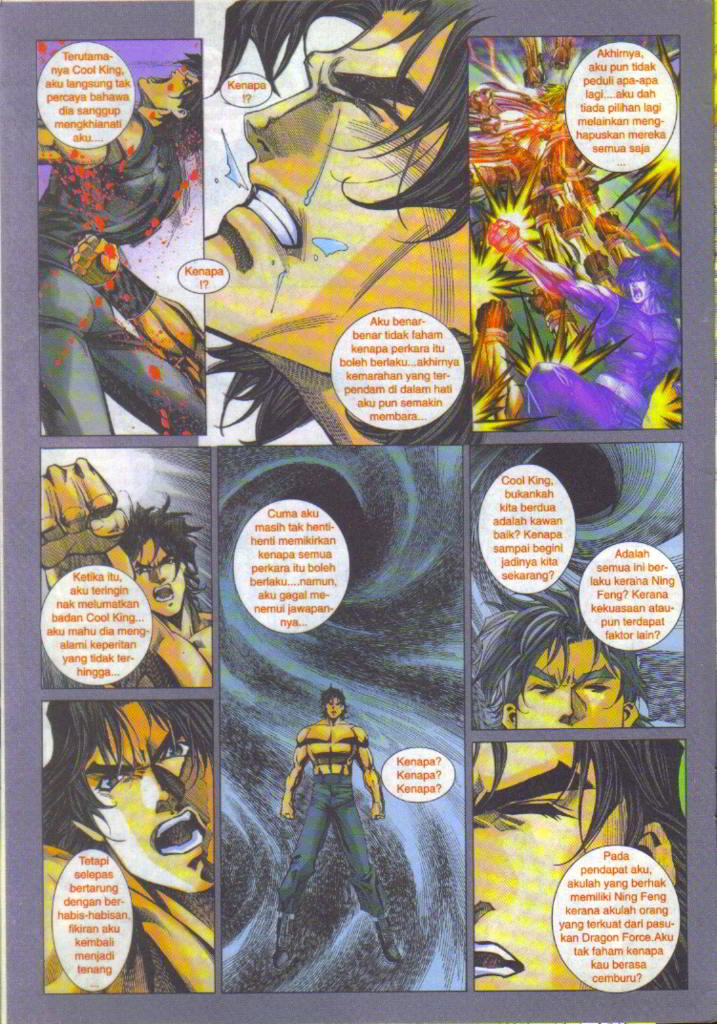 Terutama-
nya Cool King,
aku langsung tak
percaya bahawa
dia sanggup
mengkhianati
aku....
Kenapa
!?
Kenapa
!?
Aku benar-
benar tidak faham
kenapa perkara itu
boleh berlaku...akhirnya
kemarahan yang ter-
pendam di dalam hati
aku pun semakin
membara...
Akhirnya,
aku pun tidak
peduli apa-apa
lagi....aku dah
tiada pilihan lagi
melainkan meng-
hapuskan mereka
semua saja
...
Ketika itu,
aku teringin
nak melumatkan
badan Cool King...
aku mahu dia meng-
alami keperitan
yang tidak ter-
hingga...
Tetapi
selepas
bertarung
dengan ber-
habis-habisan,
fikiran aku
kembali
menjadi
tenang
...
Cuma aku
masih tak henti-
henti memikirkan
kenapa semua
perkara itu boleh
berlaku....namun,
aku gagal me-
nemui jawapan-
nya...
Kenapa?
Kenapa?
Kenapa?
Cool King,
bukankah
kita berdua
adalah kawan
baik? Kenapa
sampai begini
jadinya kita
sekarang?
Adalah
semua ini ber-
laku kerana Ning
Feng? Kerana
kekuasaan atau-
pun terdapat
faktor lain?
Pada
pendapat aku,
akulah yang berhak
memiliki Ning Feng
kerana akulah orang
yang terkuat dari pasu-
kan Dragon Force.Aku
tak faham kenapa
kau berasa
cemburu?